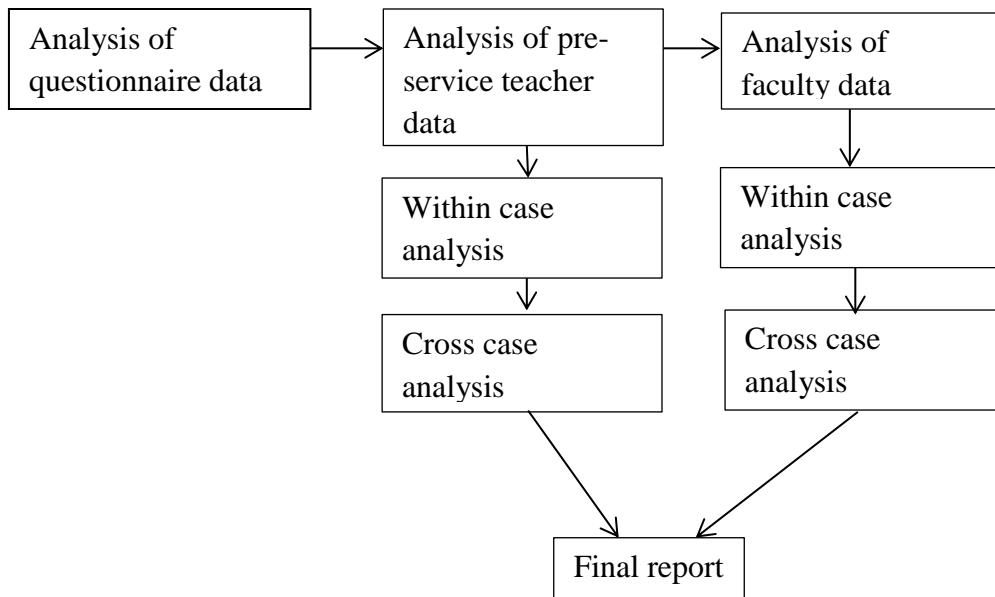 Analysis of
questionnaire data
Analysis of pre-
service teacher
data
Analysis of
faculty data
Within case
analysis
Within case
analysis
Cross case
analysis
Cross case
analysis
Final report